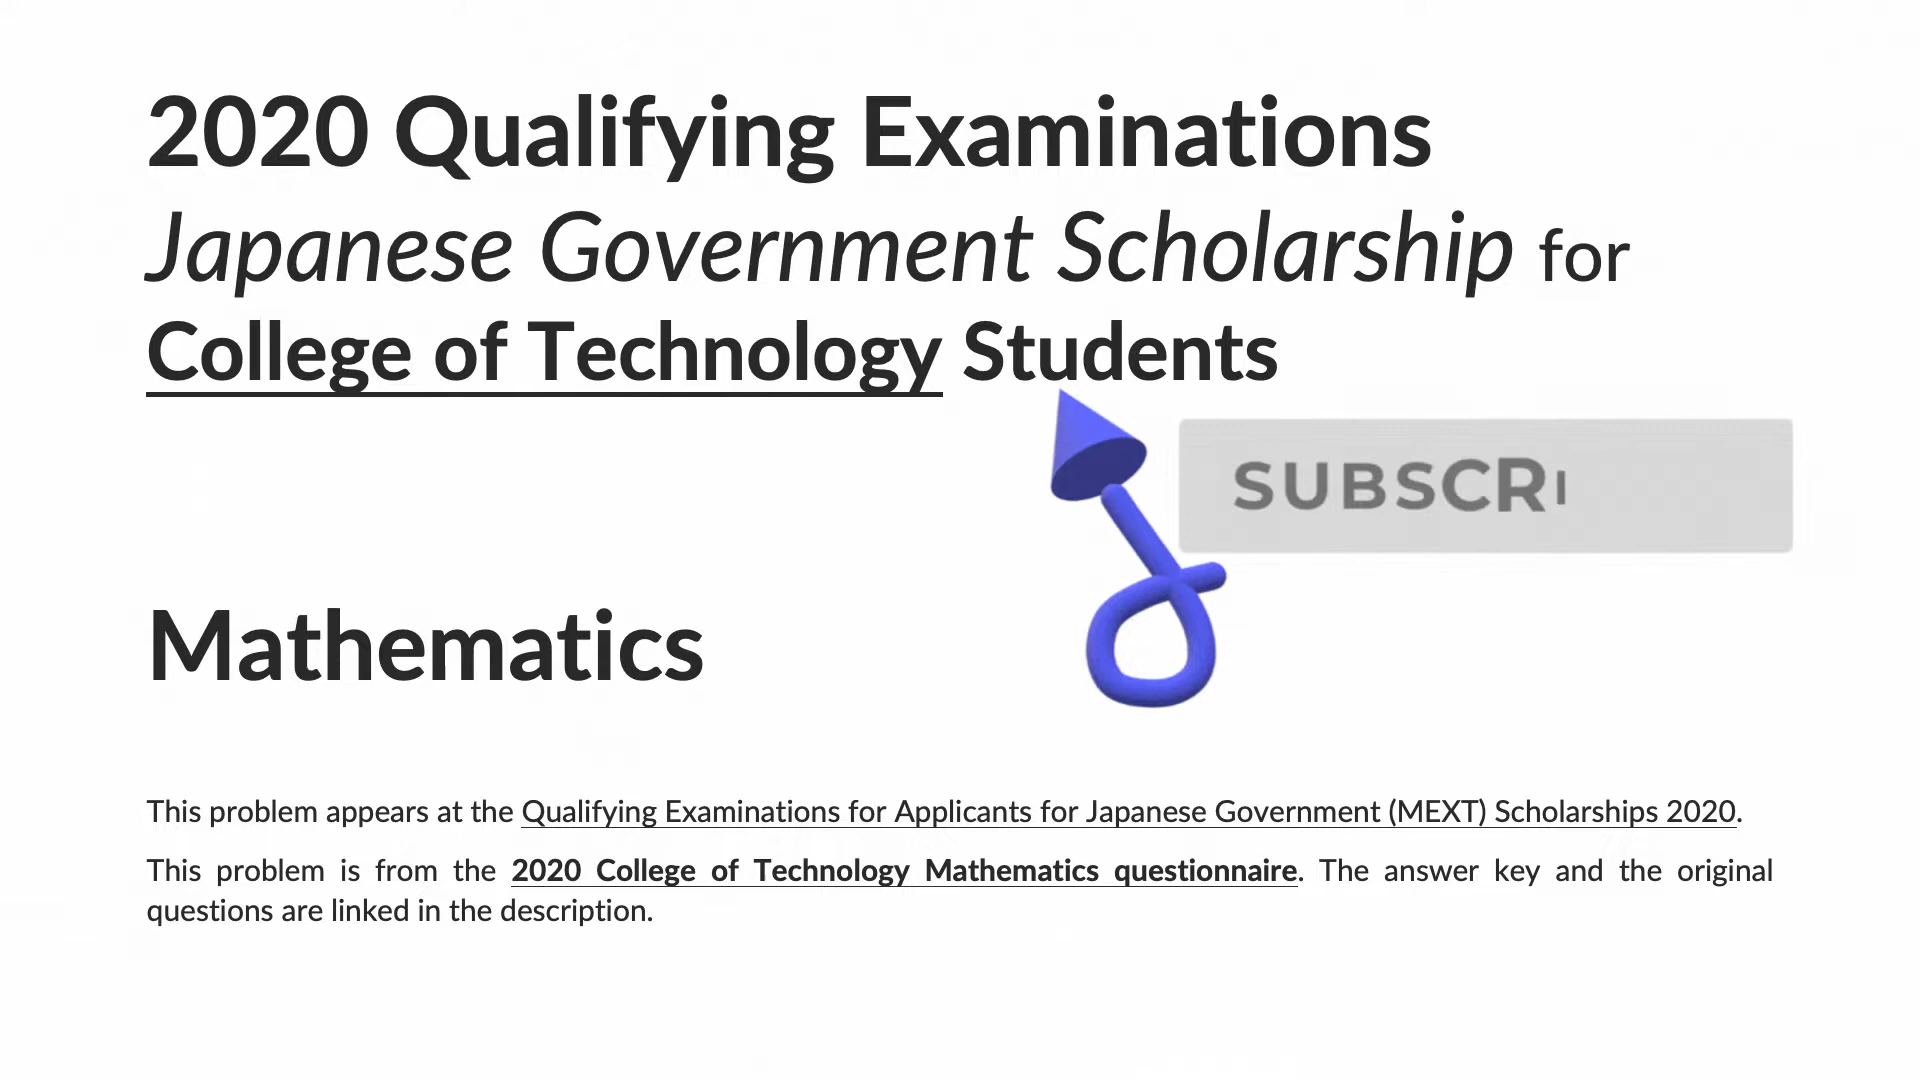 2020 Qualifying Examinations
Japanese Government Scholarship for
College of Technology Students
SUBSCRI
Mathematics
This problem appears at the Qualifying Examinations for Applicants for Japanese Government (MEXT) Scholarships 2020.
This problem is from the 2020 College of Technology Mathematics questionnaire. The answer key and the original
questions are linked in the description.